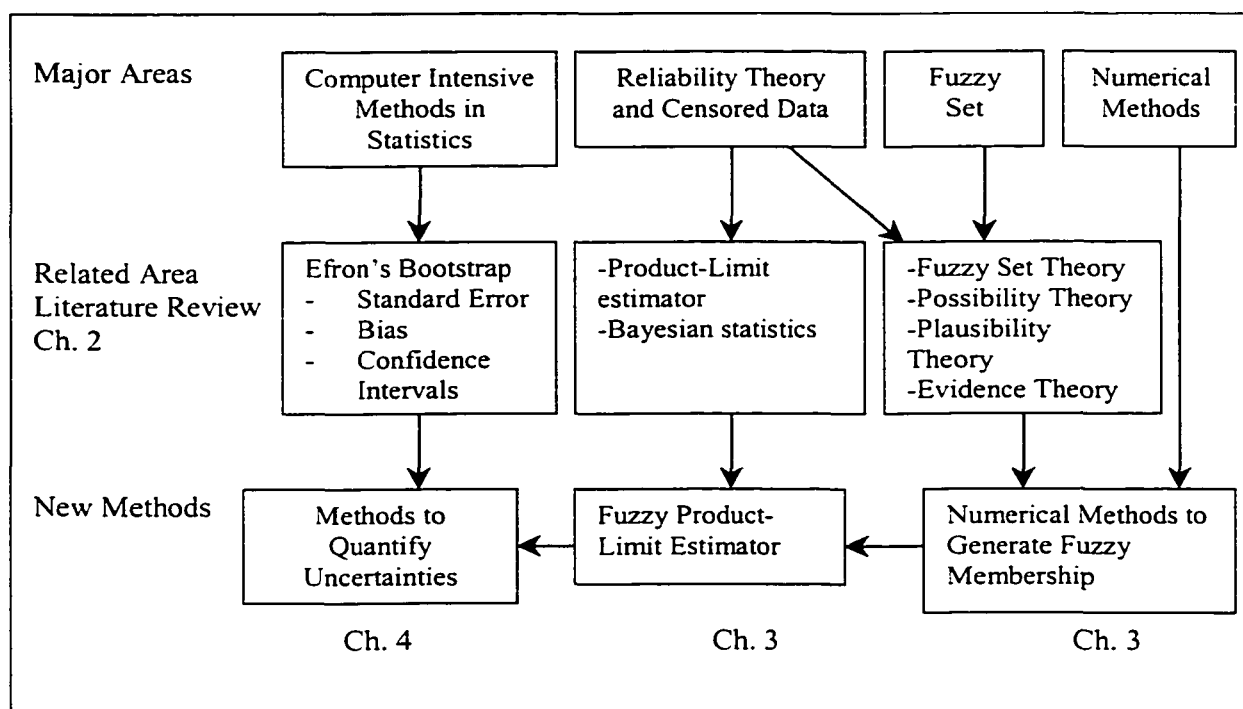 Major Areas
Computer Intensive
Methods in
Statistics
Reliability Theory
and Censored Data
Fuzzy
Set
Numerical
Methods
Related Area
Literature Review
Ch. 2
Efron's Bootstrap
- Standard Error
- Bias
- Confidence
Intervals
-Product-Limit
estimator
-Bayesian statistics
-Fuzzy Set Theory
-Possibility Theory
-Plausibility
Theory
-Evidence Theory
New Methods
Methods to
Quantify
Uncertainties
Fuzzy Product-
Limit Estimator
Numerical Methods to
Generate Fuzzy
Membership
Ch. 4
Ch. 3
Ch. 3